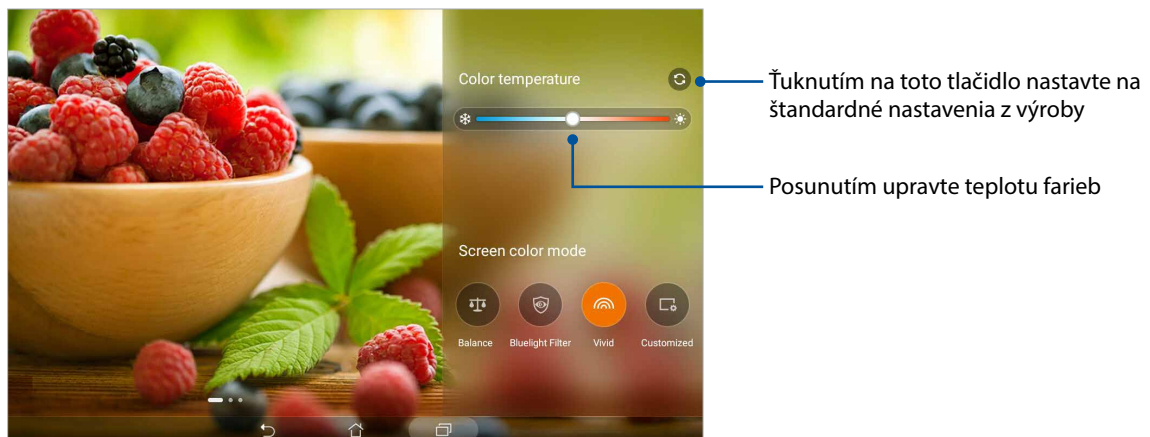 Color temperature
Ťuknutím na toto tlačidlo nastavte na
štandardné nastavenia z výroby
Posunutím upravte teplotu farieb
Screen color mode
Balance
Bluelight Filter
Vivid
Customized